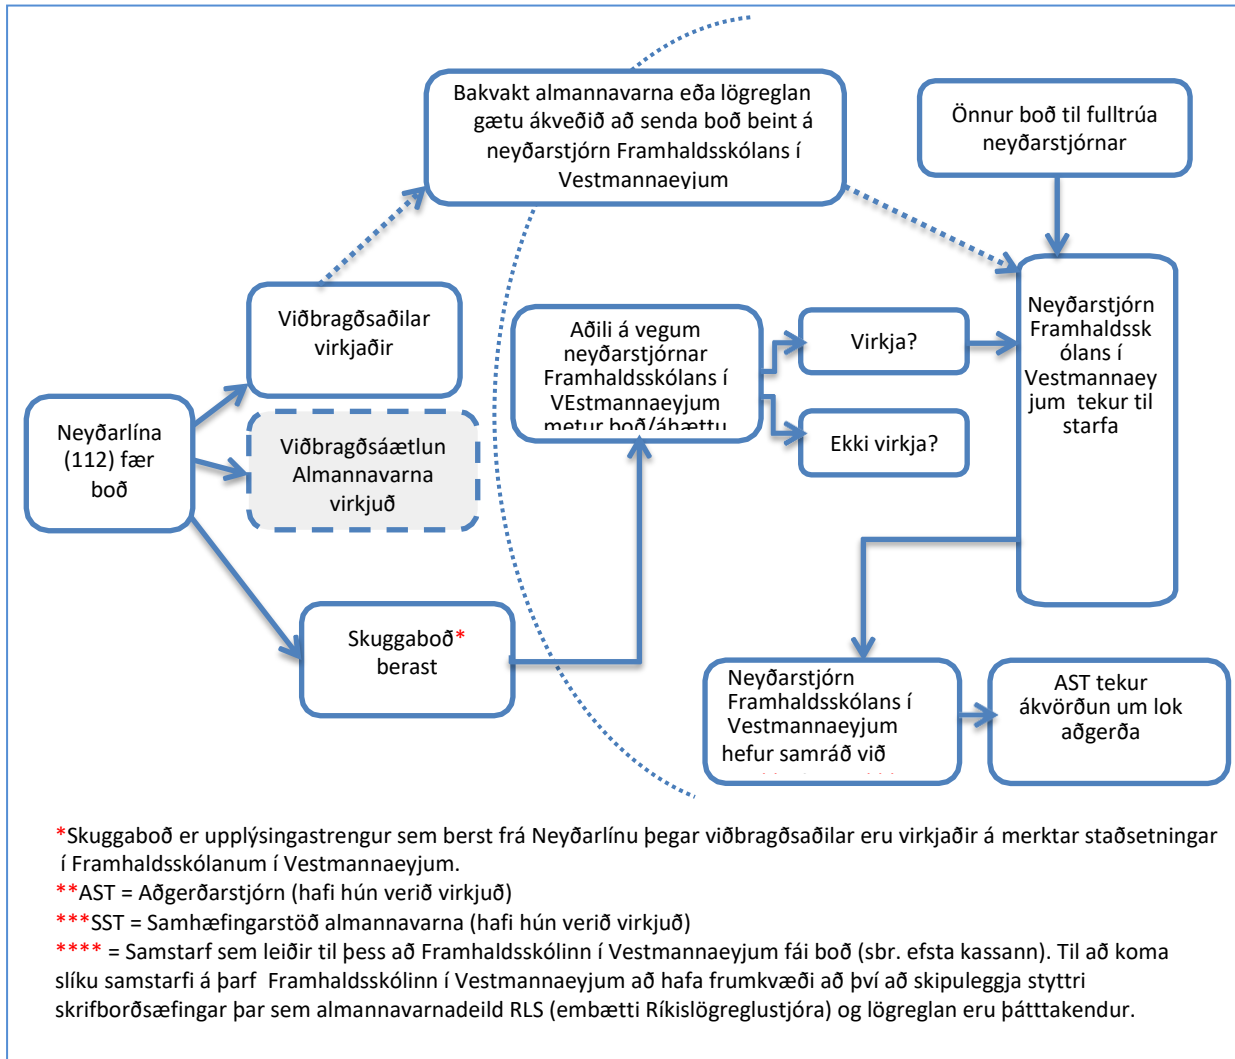 Bakvakt almannavarna eða lögreglan
gætu ákveðið að senda boð beint á
neyðarstjórn Framhaldsskólans í
Vestmannaeyjum
Önnur boð til fulltrúa
neyðarstjórnar
Viðbragðsaðilar
virkjaðir
Aðili á vegum
neyðarstjórnar
Framhaldsskólans í
VEstmannaeyjum
metur boð/áhættu
Virkja?
Ekki virkja?
Neyðarstjórn
Framhaldssk
ólans í
Vestmannaey
jum tekur til
starfa
Neyðarlína
(112) fær
boð
Viðbragðsáætlun
Almannavarna
virkjuð
Skuggaboð*
berast
Neyðarstjórn
Framhaldsskólans í
Vestmannaeyjum
hefur samráð við
AST tekur
ákvörðun um lok
aðgerða
*Skuggaboð er upplýsingastrengur sem berst frá Neyðarlínu þegar viðbragðsaðilar eru virkjaðir á merktar staðsetningar
í Framhaldsskólanum í Vestmannaeyjum.
**AST = Aðgerðarstjórn (hafi hún verið virkjuð)
***SST = Samhæfingarstöð almannavarna (hafi hún verið virkjuð)
**** = Samstarf sem leiðir til þess að Framhaldsskólinn í Vestmannaeyjum fái boð (sbr. efsta kassann). Til að koma
slíku samstarfi á þarf Framhaldsskólinn í Vestmannaeyjum að hafa frumkvæði að því að skipuleggja styttri
skrifborðsæfingar þar sem almannavarnadeild RLS (embætti Ríkislögreglustjóra) og lögreglan eru þátttakendur.